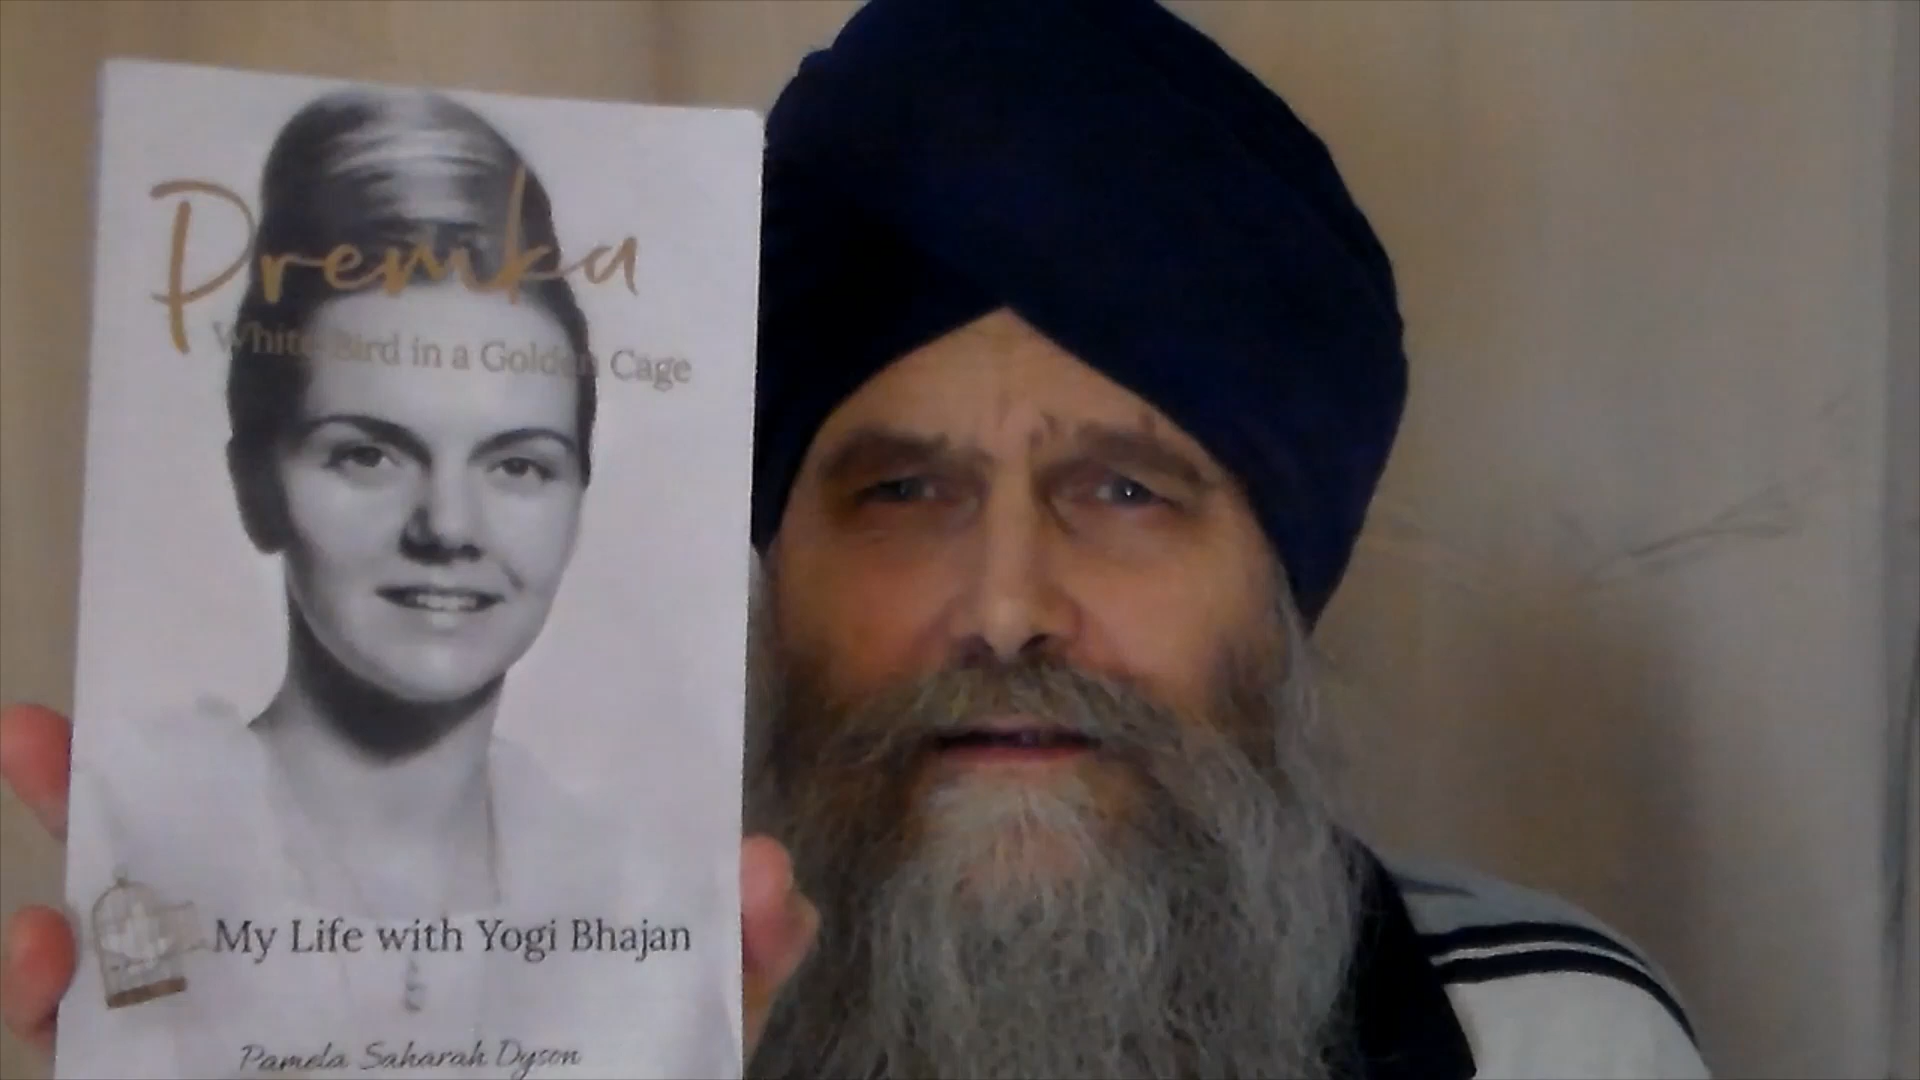 Premka
White Bird in a Golden Cage
My Life with Yogi Bhajan
Pamela Saharah Dyson